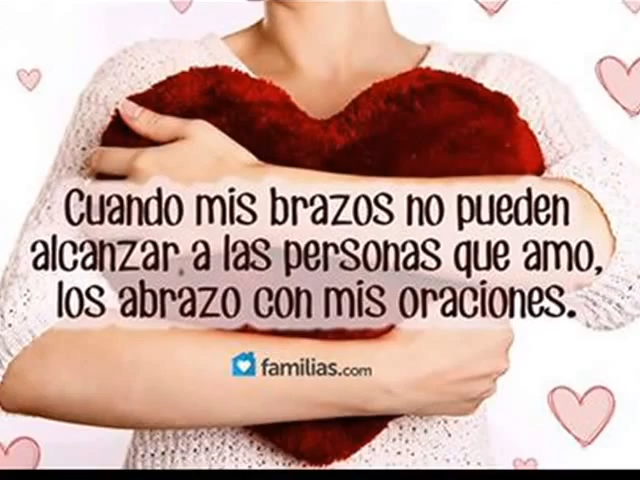 Cuando mis brazos no pueden
alcanzar a las personas que amo,
los abrazo con mis oraciones.
familias.com